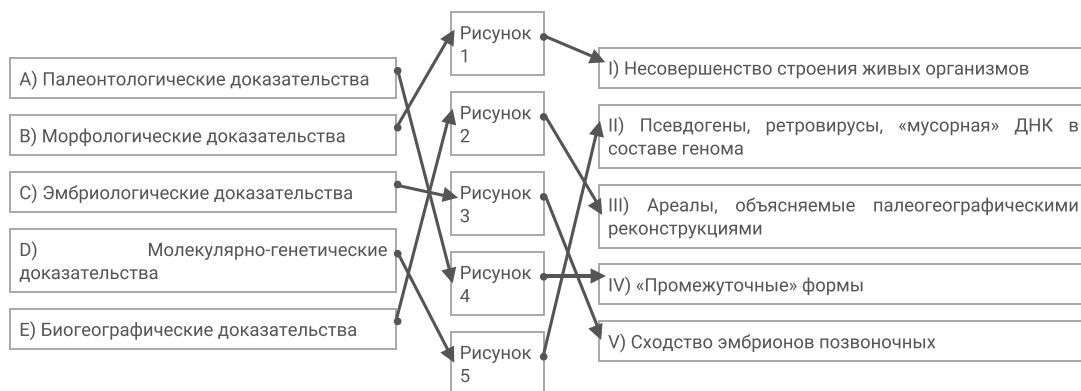 А) Палеонтологические доказательства
В) Морфологические доказательства
С) Эмбриологические доказательства
D) Молекулярно-генетические
доказательства
Е) Биогеографические доказательства
Рисунок
1
Рисунок
2
Рисунок
3
Рисунок
4
Рисунок
5
I) Несовершенство строения живых организмов
II) Псевдогены, ретровирусы, «мусорная» ДНК в
составе генома
III) Ареалы, объясняемые палеогеографическими
реконструкциями
IV) «Промежуточные» формы
V) Сходство эмбрионов позвоночных